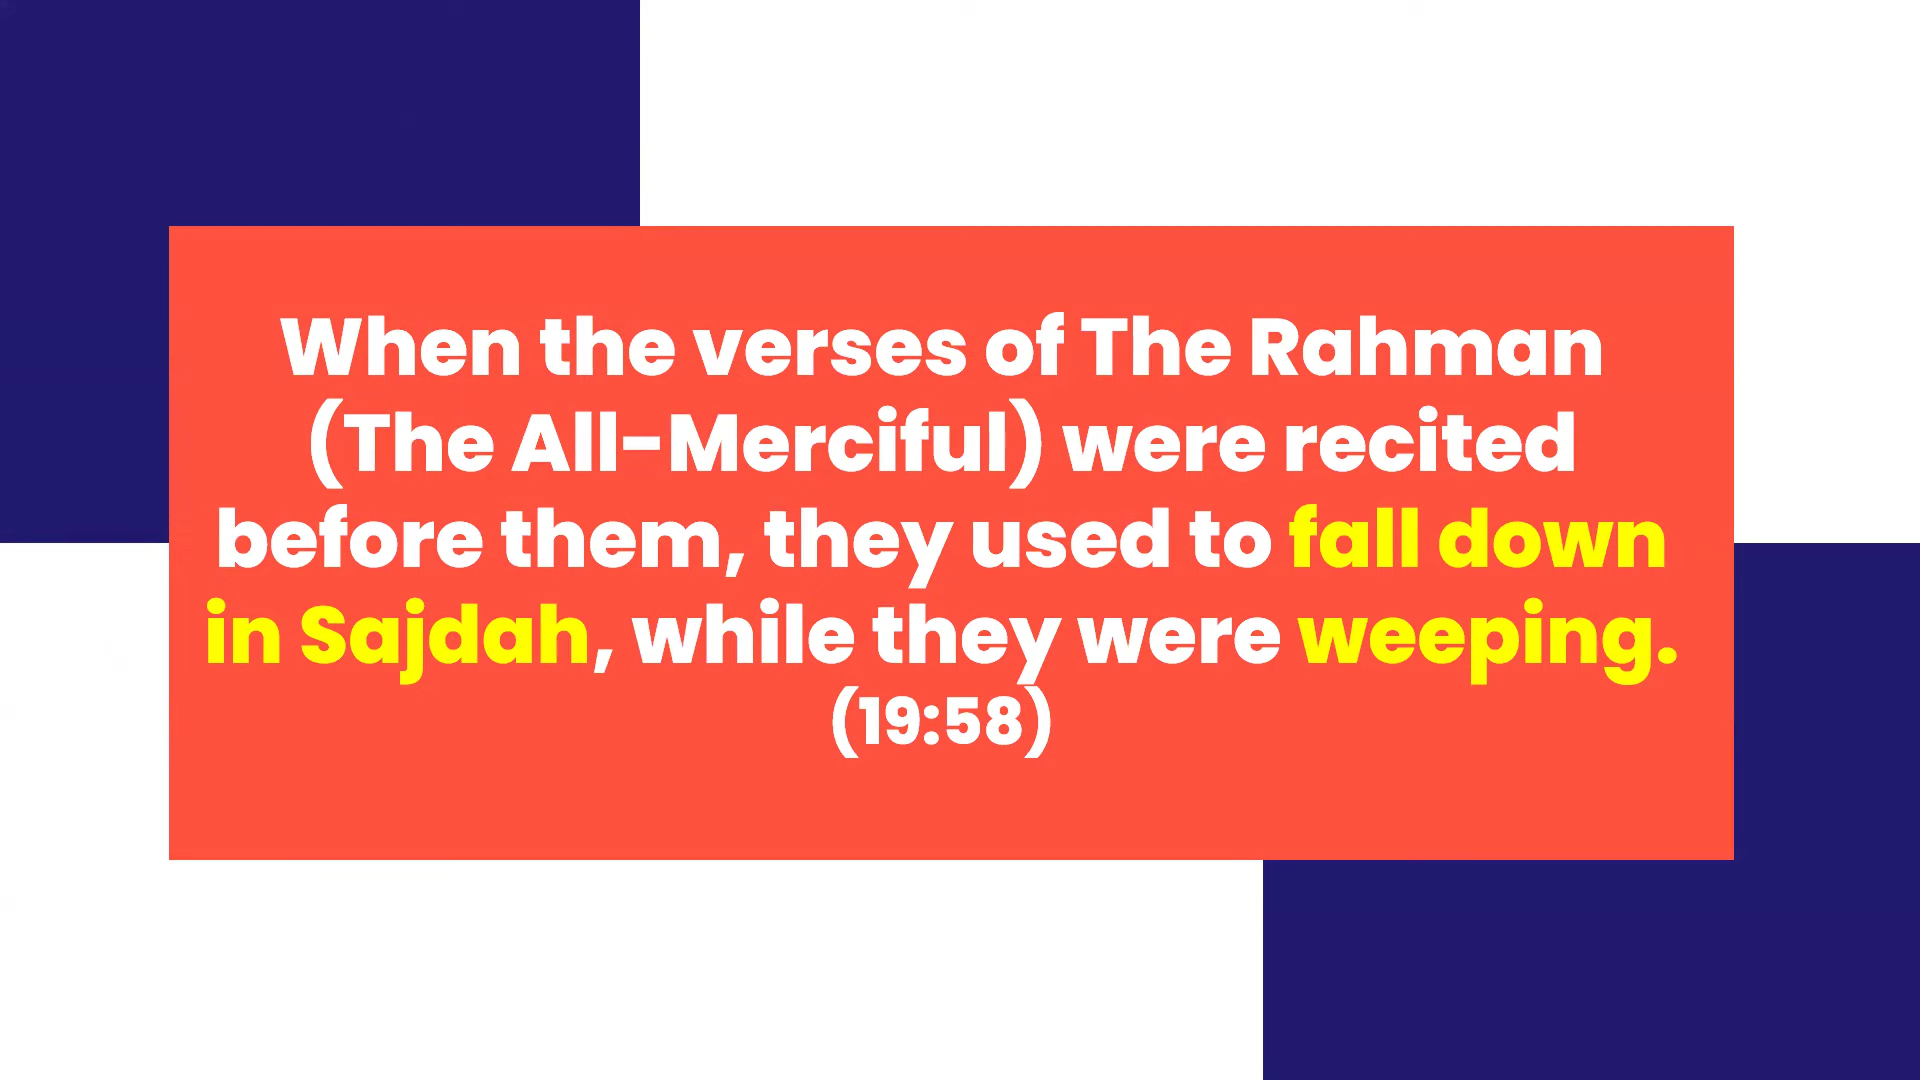 When the verses of The Rahman
(The All-Merciful) were recited
before them, they used to fall down
in Sajdah, while they were weeping.
(19:58)